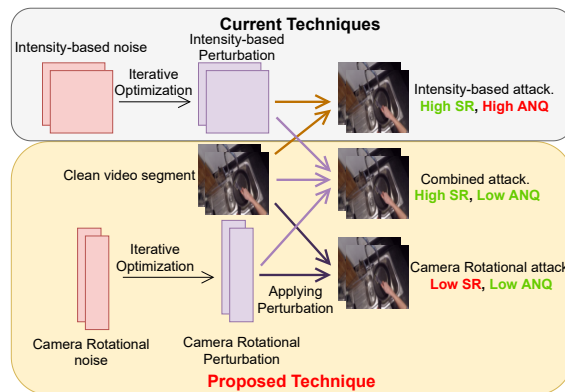 Current Techniques
Intensity-based noise
Intensity-based
Perturbation
Iterative
Optimization
Intensity-based attack.
High SR, High ANQ
Clean video segment
Combined attack.
High SR, Low ANQ
Iterative
Optimization
Applying
Perturbation
Camera Rotational attack
Low SR, Low ANQ
Camera Rotational
noise
Camera Rotational
Perturbation
Proposed Technique